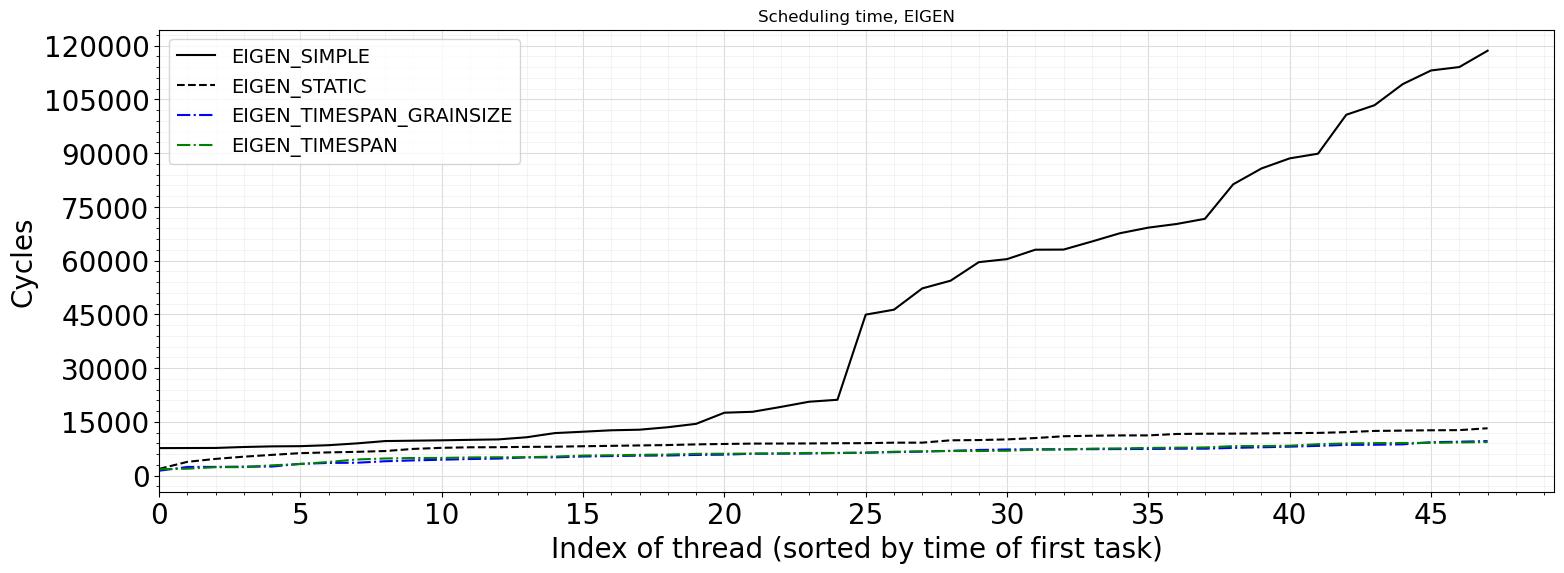 Scheduling time, EIGEN
EIGEN_SIMPLE
EIGEN_STATIC
EIGEN_TIMESPAN_GRAINSIZE
EIGEN_TIMESPAN
120000
105000
90000
75000
60000
45000
30000
15000
0
Cycles
0 5 10 15 20 25 30 35 40 45
Index of thread (sorted by time of first task)